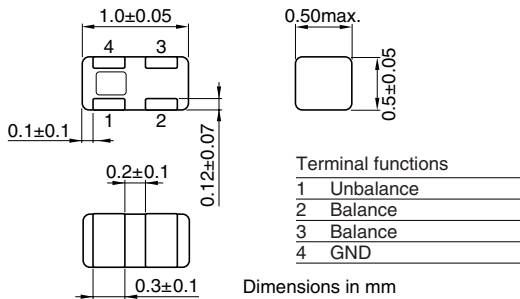 1.0±0.05
0.50max.
4 3
1 2
0.1±0.1
0.12±0.07
0.5±0.05
0.2±0.1
0.3±0.1
Terminal functions
1 Unbalance
2 Balance
3 Balance
4 GND
Dimensions in mm